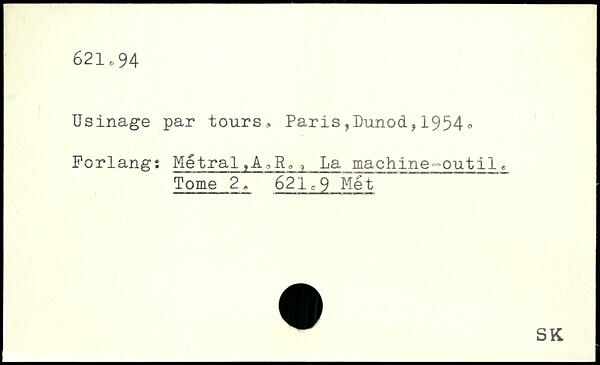 621.94
Usinage par tours. Paris,Dunod,1954.
Forlang: Métral,A.R., La machine-outil.
Tome 2. 621.9 Mét
SK